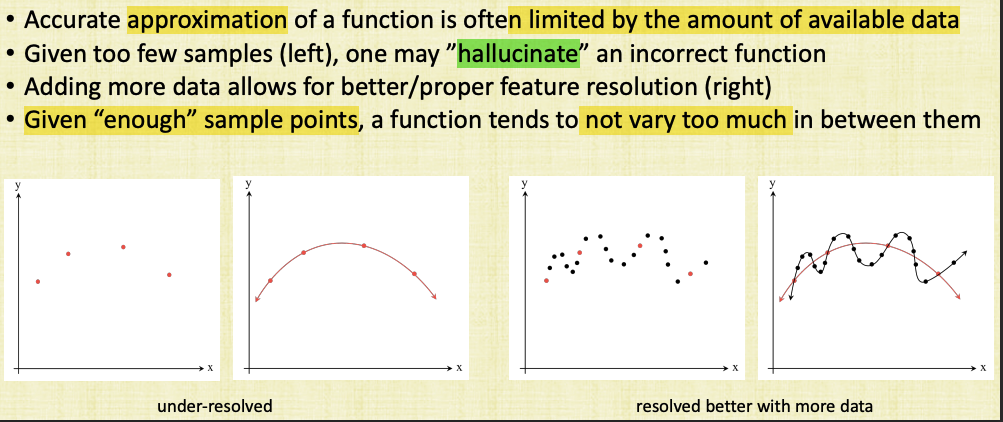 • Accurate approximation of a function is often limited by the amount of available data
• Given too few samples (left), one may ”hallucinate” an incorrect function
• Adding more data allows for better/proper feature resolution (right)
• Given “enough” sample points, a function tends to not vary too much in between them
y
x
y
x
y
x
y
x
under-resolved
resolved better with more data